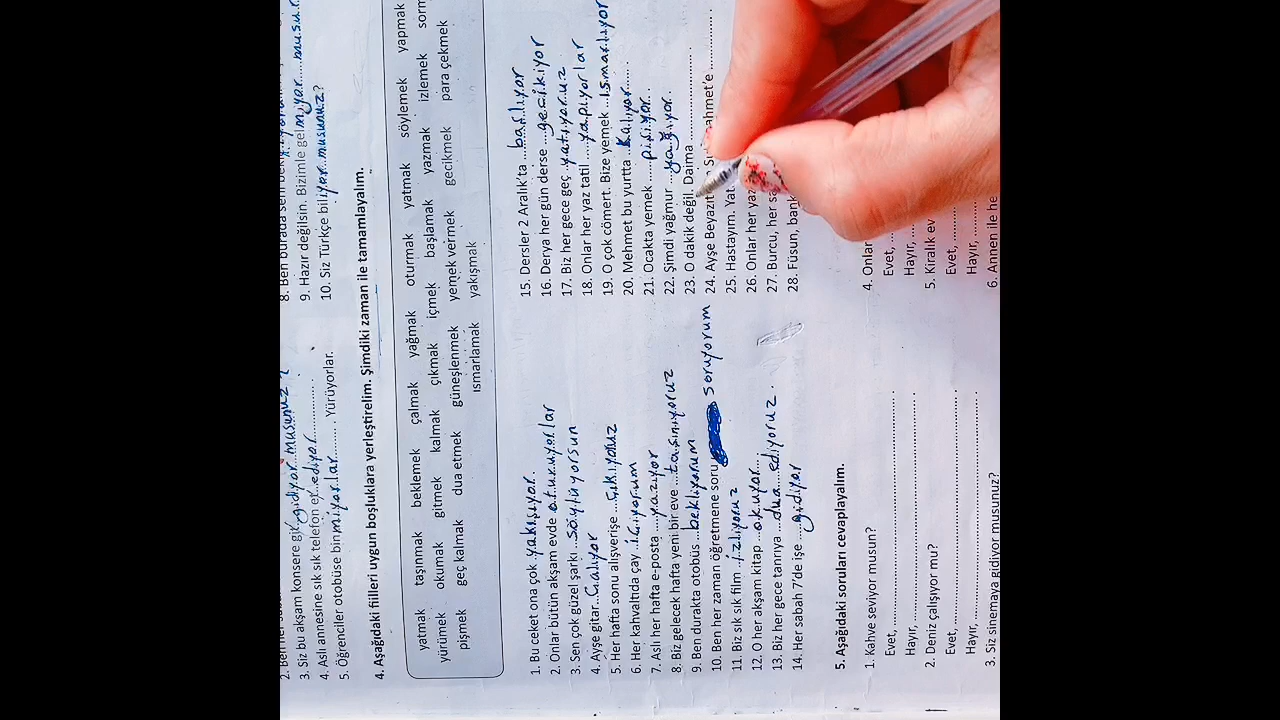 3. Siz bu akşam konsere gidiyor musunuz?
4. Aslı annesine sık sık telefon ediyor
5. Öğrenciler otobüse biniyorlar. Yürüyorlar.
9. Hazır değilsin. Bizimle gelmiyor musun
10. Siz Türkçe biliyor musunuz?
4. Aşağıdaki fiilleri uygun boşluklara yerleştirelim. Şimdiki zaman ile tamamlayalım.
yatmak taşınmak beklemek çalmak yağmak oturmak yatmak söylemek yapmak
yürümek okumak gitmek kalmak çıkmak içmek başlamak yazmak izlemek
pişmek geç kalmak dua etmek güneşlenmek yemek vermek gecikmek para çekmek
ısmarlamak yakışmak
1. Bu ceket ona çok yakışıyor.
2. Onlar bütün akşam evde oturuyorlar
3. Sen çok güzel şarkı söylüyorsun
4. Ayşe gitar çalıyor
5. Her hafta sonu alışverişe çıkıyoruz
6. Her kahvaltıda çay içiyorum
7. Aslı her hafta e-posta yazıyor
8. Biz gelecek hafta yeni bir eve taşınıyoruz
9. Ben durakta otobüs bekliyorum
10. Ben her zaman öğretmene soru soruyorum
11. Biz sık sık film izliyoruz
12. O her akşam kitap okuyor
13. Biz her gece tanrıya dua ediyoruz.
14. Her sabah 7'de işe gidiyor
15. Dersler 2 Aralık'ta başlıyor
16. Derya her gün derse gecikiyor
17. Biz her gece geç yatıyoruz
18. Onlar her yaz tatil yapıyorlar
19. O çok cömert. Bize yemek ısmarlıyor
20. Mehmet bu yurtta kalıyor
21. Ocakta yemek pişiyor
22. Şimdi yağmur yağıyor.
23. O dakik değil. Daima
24. Ayşe Beyazıt
25. Hastayım.
26. Onlar her yaz
27. Burcu, her
28. Füsun,
5. Aşağıdaki soruları cevaplayalım.
1. Kahve seviyor musun?
Evet,
Hayır,
2. Deniz çalışıyor mu?
Evet,
Hayır,
3. Siz sinemaya gidiyor musunuz?
4. Onlar
Evet,
Hayır,
5. Kiralık ev
Evet,
Hayır,
6. Annen ile